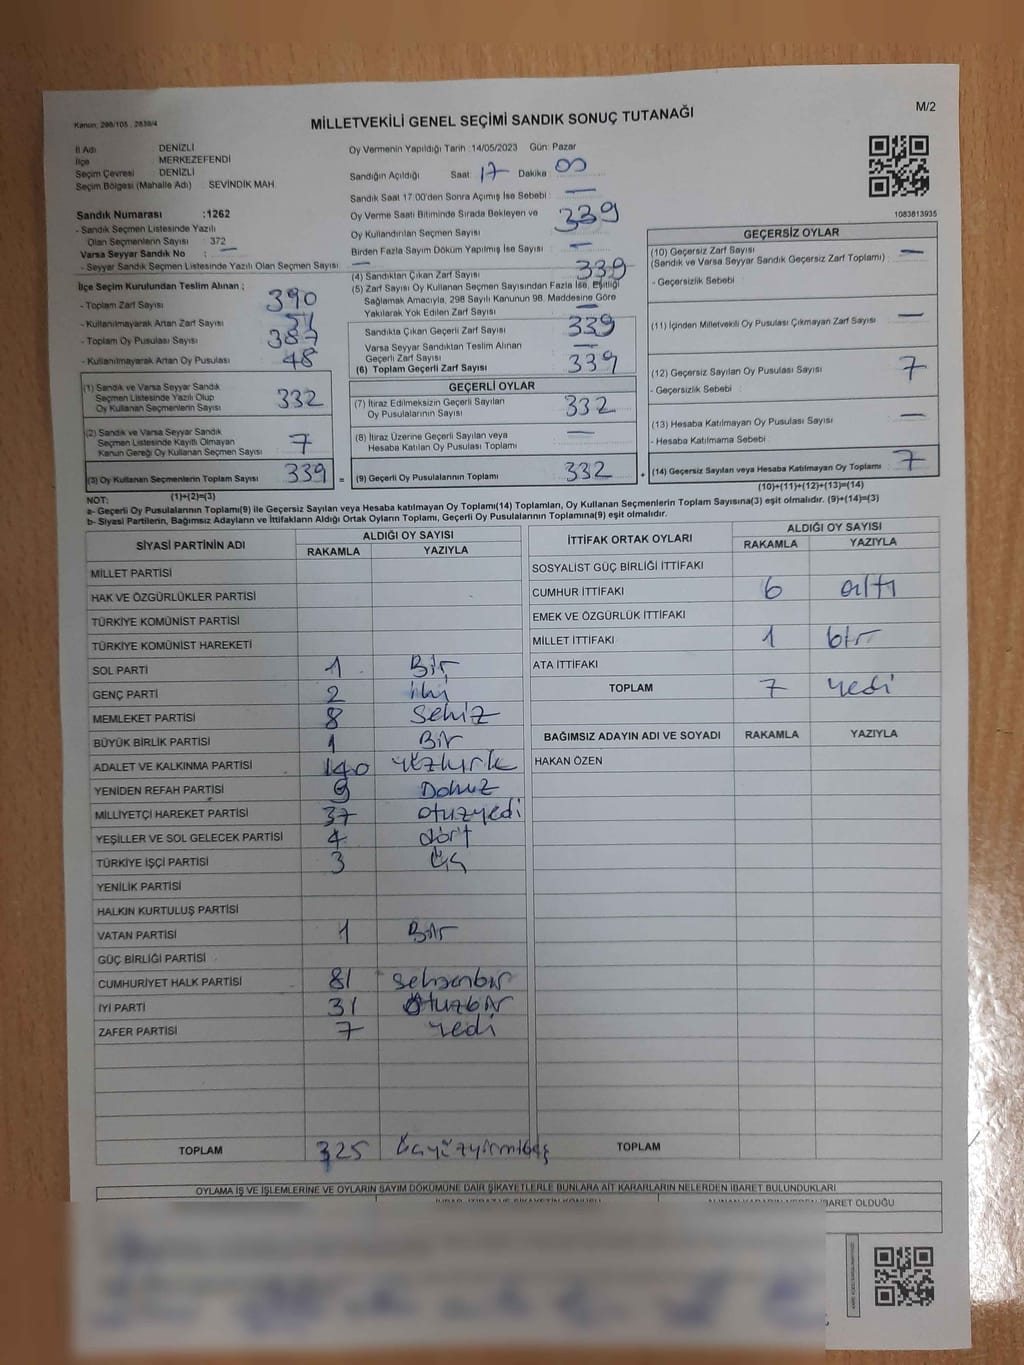 Kanun: 298/105 . 2839/4
M/2
MİLLETVEKİLİ GENEL SEÇİMİ SANDIK SONUÇ TUTANAĞI
İl Adı DENİZLİ
İlçe MERKEZEFENDİ
Seçim Çevresi DENİZLİ
Seçim Bölgesi (Mahalle Adı) : SEVİNDİK MAH.
Sandık Numarası :1262
- Sandık Seçmen Listesinde Yazılı
Olan Seçmenlerin Sayısı : 372
Varsa Seyyar Sandık No :
- Seyyar Sandık Seçmen Listesinde Yazılı Olan Seçmen Sayısı : —
İlçe Seçim Kurulundan Teslim Alınan ;
- Toplam Zarf Sayısı 390
- Kullanılmayarak Artan Zarf Sayısı 51
- Toplam Oy Pusulası Sayısı 387
- Kullanılmayarak Artan Oy Pusulası 48
(1) Sandık ve Varsa Seyyar Sandık
Seçmen Listesinde Yazılı Olup
Oy Kullanan Seçmenlerin Sayısı 332
(2) Sandık ve Varsa Seyyar Sandık
Seçmen Listesinde Kayıtlı Olmayan
Kanun Gereği Oy Kullanan Seçmen Sayısı 7
(3) Oy Kullanan Seçmenlerin Toplam Sayısı 339 =
Oy Vermenin Yapıldığı Tarih :14/05/2023 Gün: Pazar
Sandığın Açıldığı Saat: 17 Dakika: 00
Sandık Saat 17:00'den Sonra Açılmış İse Sebebi : —
Oy Verme Saati Bitiminde Sırada Bekleyen ve
Oy Kullandırılan Seçmen Sayısı 339
Birden Fazla Sayım Döküm Yapılmış İse Sayısı : —
(4) Sandıktan Çıkan Zarf Sayısı 339
(5) Zarf Sayısı Oy Kullanan Seçmen Sayısından Fazla İse, Eşitliği
Sağlamak Amacıyla, 298 Sayılı Kanunun 98. Maddesine Göre
Yakılarak Yok Edilen Zarf Sayısı : —
Sandıkta Çıkan Geçerli Zarf Sayısı 339
Varsa Seyyar Sandıktan Teslim Alınan
Geçerli Zarf Sayısı —
(6) Toplam Geçerli Zarf Sayısı 339
GEÇERLİ OYLAR
(7) İtiraz Edilmeksizin Geçerli Sayılan
Oy Pusulalarının Sayısı 332
(8) İtiraz Üzerine Geçerli Sayılan veya
Hesaba Katılan Oy Pusulası Toplamı —
(9) Geçerli Oy Pusulalarının Toplamı 332 +
1083813935
GEÇERSİZ OYLAR
(10) Geçersiz Zarf Sayısı
(Sandık ve Varsa Seyyar Sandık Geçersiz Zarf Toplamı) : —
- Geçersizlik Sebebi :
(11) İçinden Milletvekili Oy Pusulası Çıkmayan Zarf Sayısı : —
(12) Geçersiz Sayılan Oy Pusulası Sayısı : 7
- Geçersizlik Sebebi :
(13) Hesaba Katılmayan Oy Pusulası Sayısı : —
- Hesaba Katılmama Sebebi :
(14) Geçersiz Sayılan veya Hesaba Katılmayan Oy Toplamı : 7
(10)+(11)+(12)+(13)=(14)
NOT: (1)+(2)=(3)
a- Geçerli Oy Pusulalarının Toplamı(9) ile Geçersiz Sayılan veya Hesaba katılmayan Oy Toplamı(14) Toplamları, Oy Kullanan Seçmenlerin Toplam Sayısına(3) eşit olmalıdır. (9)+(14)=(3)
b- Siyasi Partilerin, Bağımsız Adayların ve İttifakların Aldığı Ortak Oyların Toplamı, Geçerli Oy Pusulalarının Toplamına(9) eşit olmalıdır.
SİYASİ PARTİNİN ADI ALDIĞI OY SAYISI
RAKAMLA YAZIYLA
MİLLET PARTİSİ
HAK VE ÖZGÜRLÜKLER PARTİSİ
TÜRKİYE KOMÜNİST PARTİSİ
TÜRKİYE KOMÜNİST HAREKETİ
SOL PARTİ 1 Bir
GENÇ PARTİ 2 iki
MEMLEKET PARTİSİ 8 Sekiz
BÜYÜK BİRLİK PARTİSİ 1 Bir
ADALET VE KALKINMA PARTİSİ 140 Yüzkırk
YENİDEN REFAH PARTİSİ 9 Dokuz
MİLLİYETÇİ HAREKET PARTİSİ 37 otuzyedi
YEŞİLLER VE SOL GELECEK PARTİSİ 4 dört
TÜRKİYE İŞÇİ PARTİSİ 3 Üç
YENİLİK PARTİSİ
HALKIN KURTULUŞ PARTİSİ
VATAN PARTİSİ 1 Bir
GÜÇ BİRLİĞİ PARTİSİ
CUMHURİYET HALK PARTİSİ 81 seksenbir
İYİ PARTİ 31 otuzbir
ZAFER PARTİSİ 7 Yedi
TOPLAM 325 Üçyüzyirmibeş
İTTİFAK ORTAK OYLARI ALDIĞI OY SAYISI
RAKAMLA YAZIYLA
SOSYALİST GÜÇ BİRLİĞİ İTTİFAKI
CUMHUR İTTİFAKI 6 altı
EMEK VE ÖZGÜRLÜK İTTİFAKI
MİLLET İTTİFAKI 1 bir
ATA İTTİFAKI
TOPLAM 7 Yedi
BAĞIMSIZ ADAYIN ADI VE SOYADI RAKAMLA YAZIYLA
HAKAN ÖZEN
TOPLAM
OYLAMA İŞ VE İŞLEMLERİNE VE OYLARIN SAYIM DÖKÜMÜNE DAİR ŞİKAYETLERLE BUNLARA AİT KARARLARIN NELERDEN İBARET BULUNDUKLARI
İBARET OLDUĞU